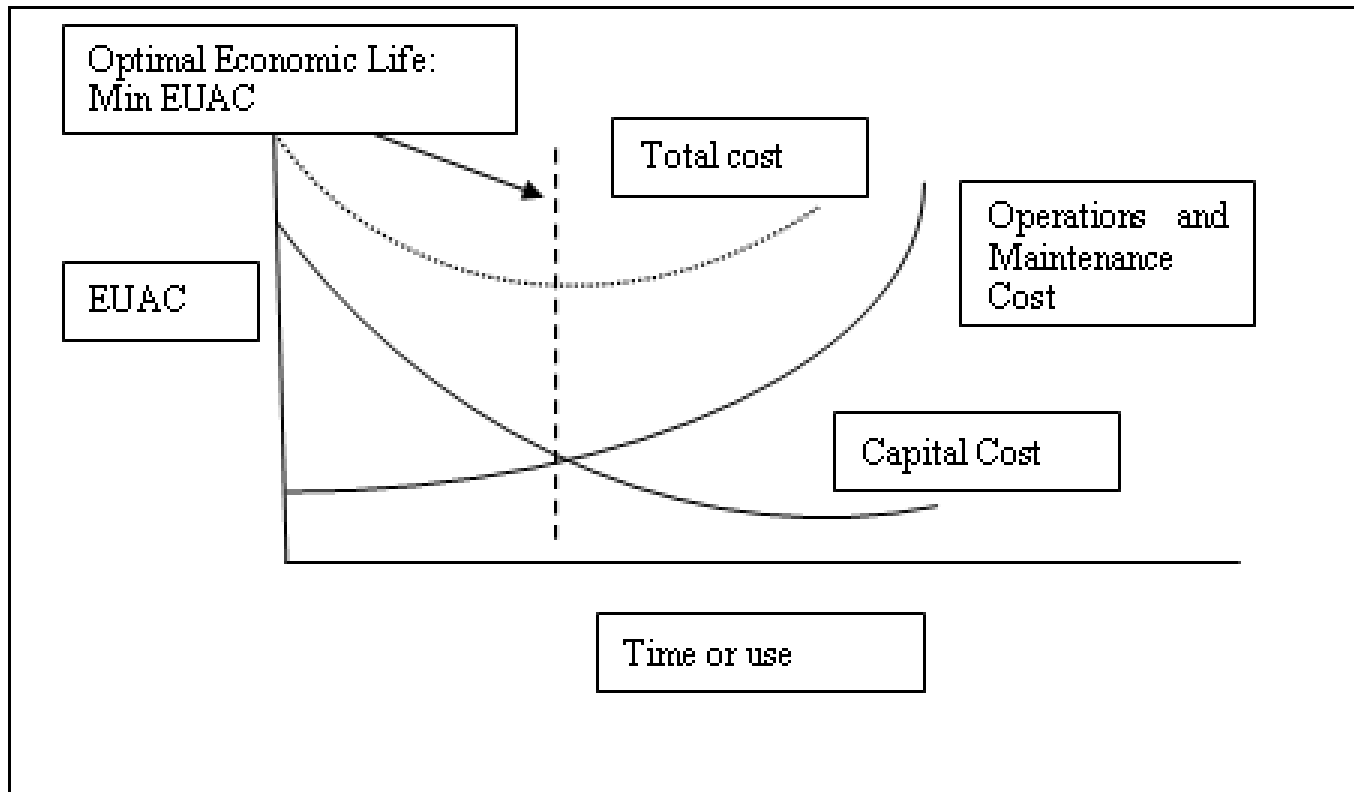 Optimal Economic Life:
Min EUAC
Total cost
Operations and
Maintenance
Cost
EUAC
Capital Cost
Time or use